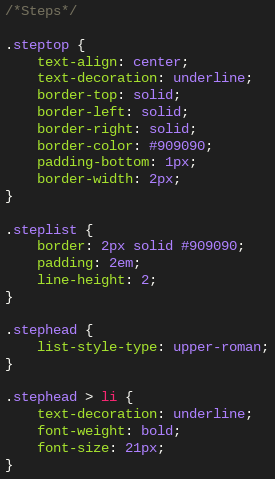 /*Steps*/
.steptop {
text-align: center;
text-decoration: underline;
border-top: solid;
border-left: solid;
border-right: solid;
border-color: #909090;
padding-bottom: 1px;
border-width: 2px;
}
.steplist {
border: 2px solid #909090;
padding: 2em;
line-height: 2;
}
.stephead {
list-style-type: upper-roman;
}
.stephead > li {
text-decoration: underline;
font-weight: bold;
font-size: 21px;
}